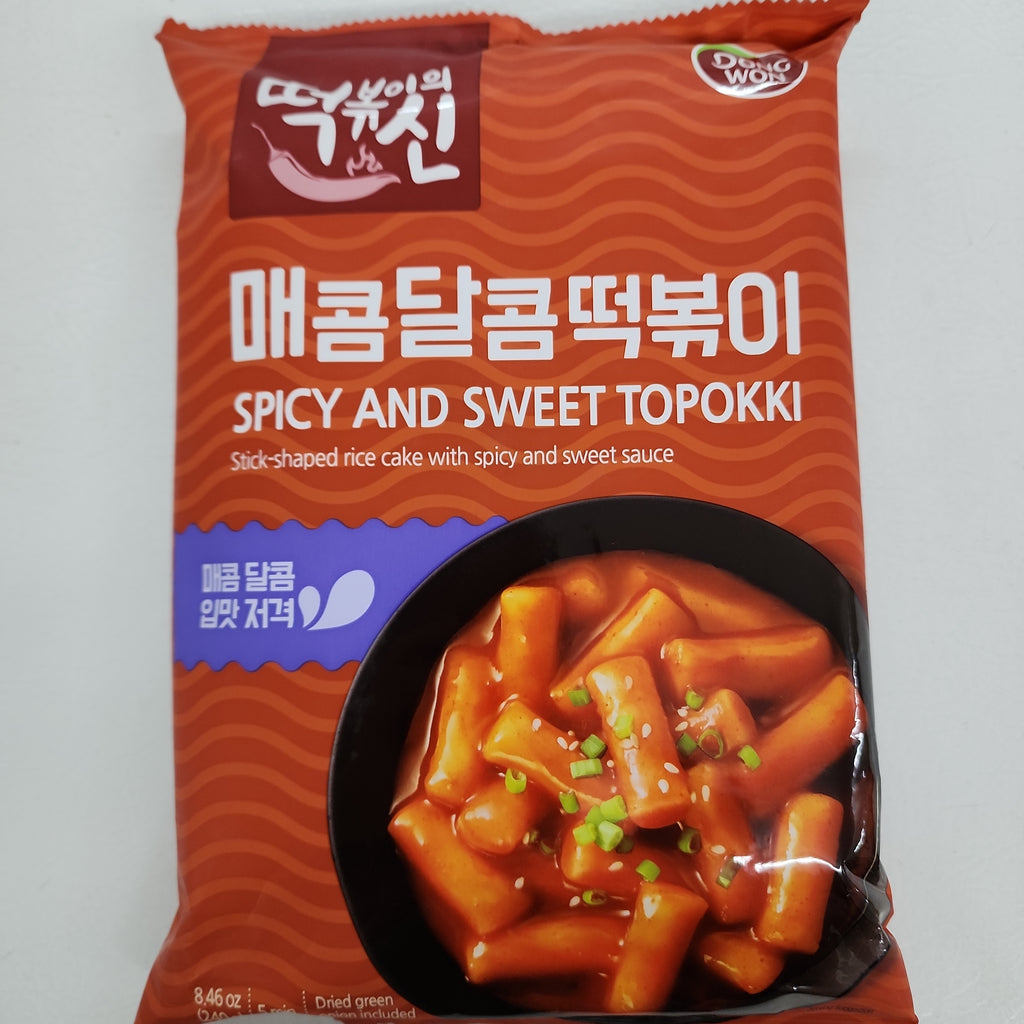 떡볶이의
신
DONG
WON
매콤달콤떡볶이
SPICY AND SWEET TOPOKKI
Stick-shaped rice cake with spicy and sweet sauce
매콤 달콤
입맛 저격
8.46 oz
5 min
Dried green
onion included